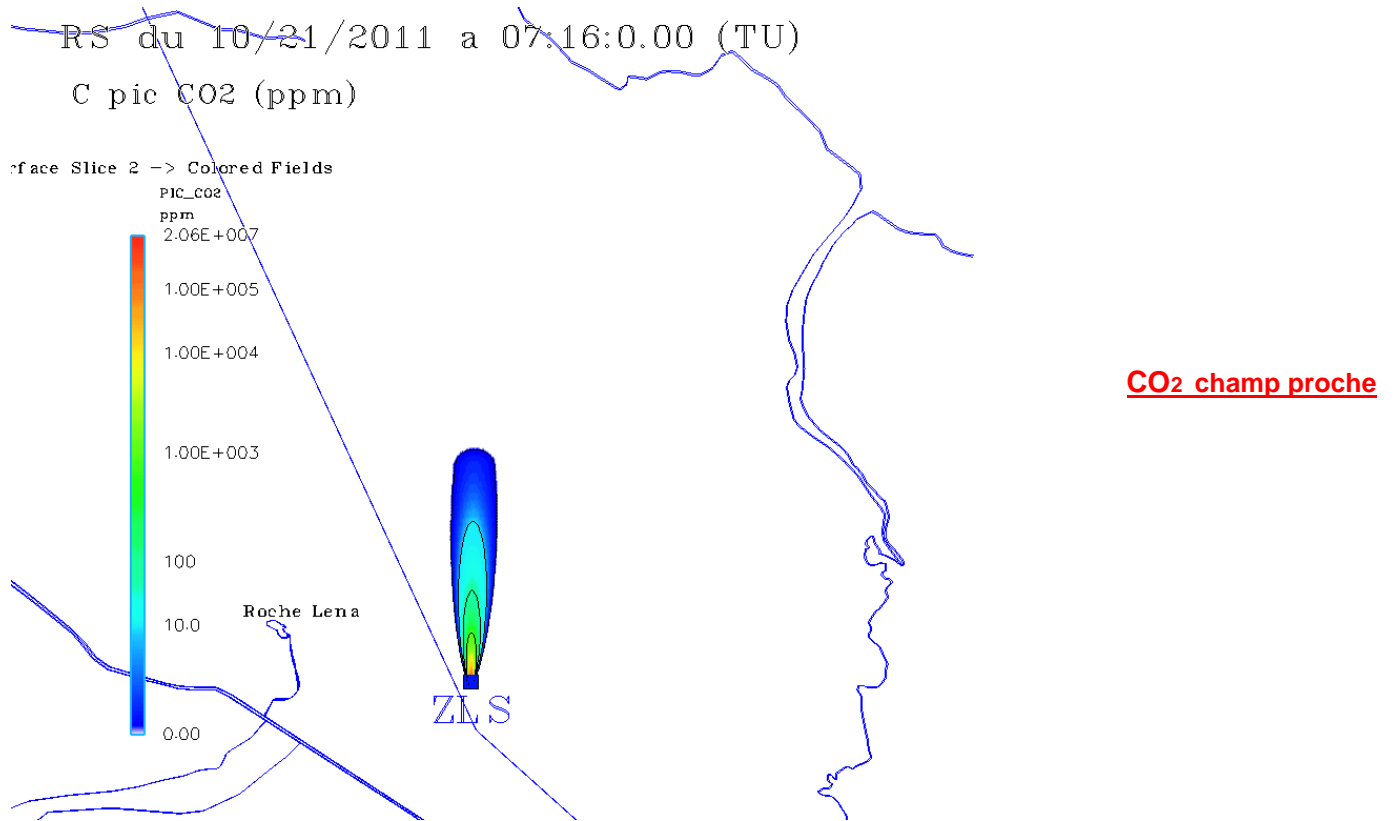 RS du 10/21/2011 a 07:16:0.00 (TU)
C pic CO2 (ppm)
rface Slice 2 -> Colored Fields
PIC_CO2
ppm
2.06E+007
1.00E+005
1.00E+004
1.00E+003
100
10.0
0.00
CO2 champ proche
Roche Lena
ZLS